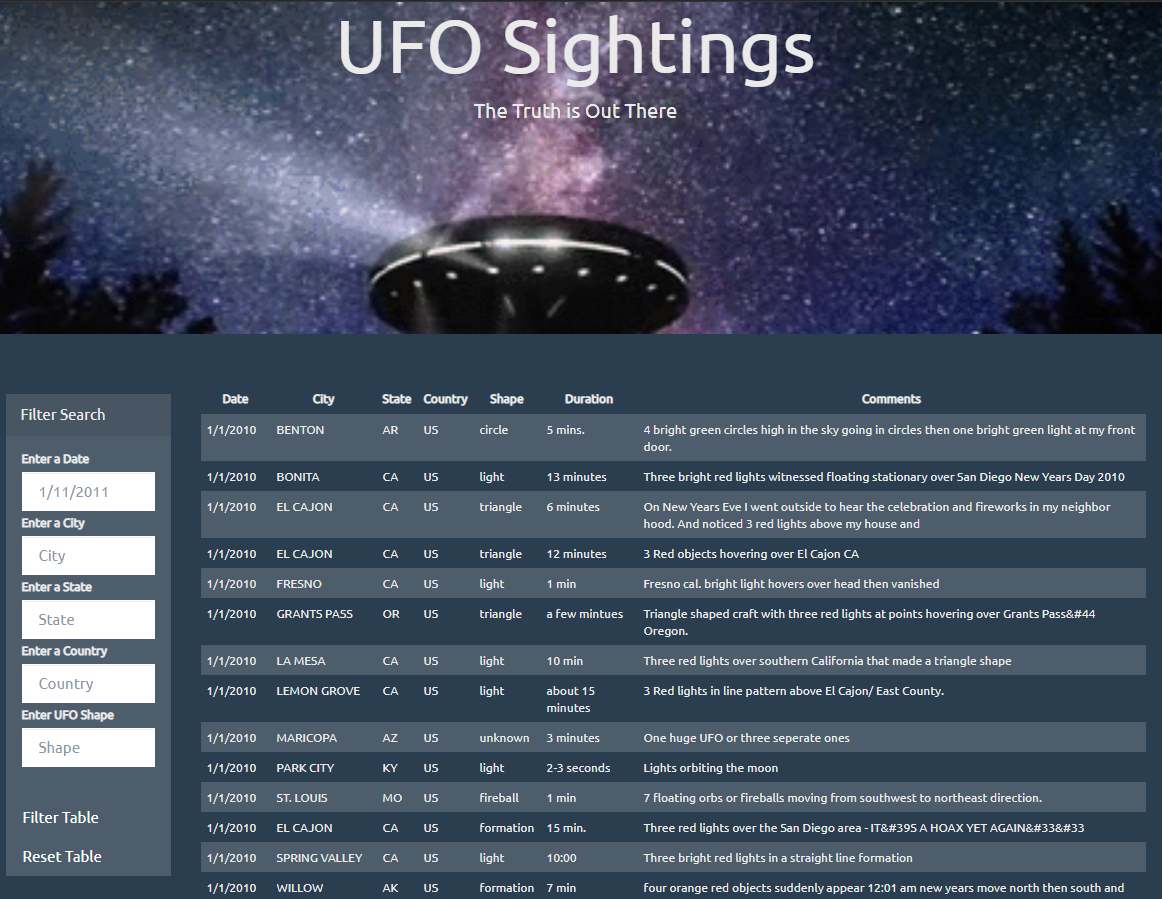 UFO Sightings
The Truth is Out There
Filter Search
Enter a Date
1/11/2011
Enter a City
City
Enter a State
State
Enter a Country
Country
Enter UFO Shape
Shape
Filter Table
Reset Table
Date City State Country Shape Duration Comments
1/1/2010 BENTON AR US circle 5 mins. 4 bright green circles high in the sky going in circles then one bright green light at my front
door.
1/1/2010 BONITA CA US light 13 minutes Three bright red lights witnessed floating stationary over San Diego New Years Day 2010
1/1/2010 EL CAJON CA US triangle 6 minutes On New Years Eve I went outside to hear the celebration and fireworks in my neighbor
hood. And noticed 3 red lights above my house and
1/1/2010 EL CAJON CA US triangle 12 minutes 3 Red objects hovering over El Cajon CA
1/1/2010 FRESNO CA US light 1 min Fresno cal. bright light hovers over head then vanished
1/1/2010 GRANTS PASS OR US triangle a few mintues Triangle shaped craft with three red lights at points hovering over Grants Pass&#44
Oregon.
1/1/2010 LA MESA CA US light 10 min Three red lights over southern California that made a triangle shape
1/1/2010 LEMON GROVE CA US light about 15 3 Red lights in line pattern above El Cajon/ East County.
minutes
1/1/2010 MARICOPA AZ US unknown 3 minutes One huge UFO or three seperate ones
1/1/2010 PARK CITY KY US light 2-3 seconds Lights orbiting the moon
1/1/2010 ST. LOUIS MO US fireball 1 min 7 floating orbs or fireballs moving from southwest to northeast direction.
1/1/2010 EL CAJON CA US formation 15 min. Three red lights over the San Diego area - IT&#39S A HOAX YET AGAIN&#33&#33
1/1/2010 SPRING VALLEY CA US light 10:00 Three bright red lights in a straight line formation
1/1/2010 WILLOW AK US formation 7 min four orange red objects suddenly appear 12:01 am new years move north then south and